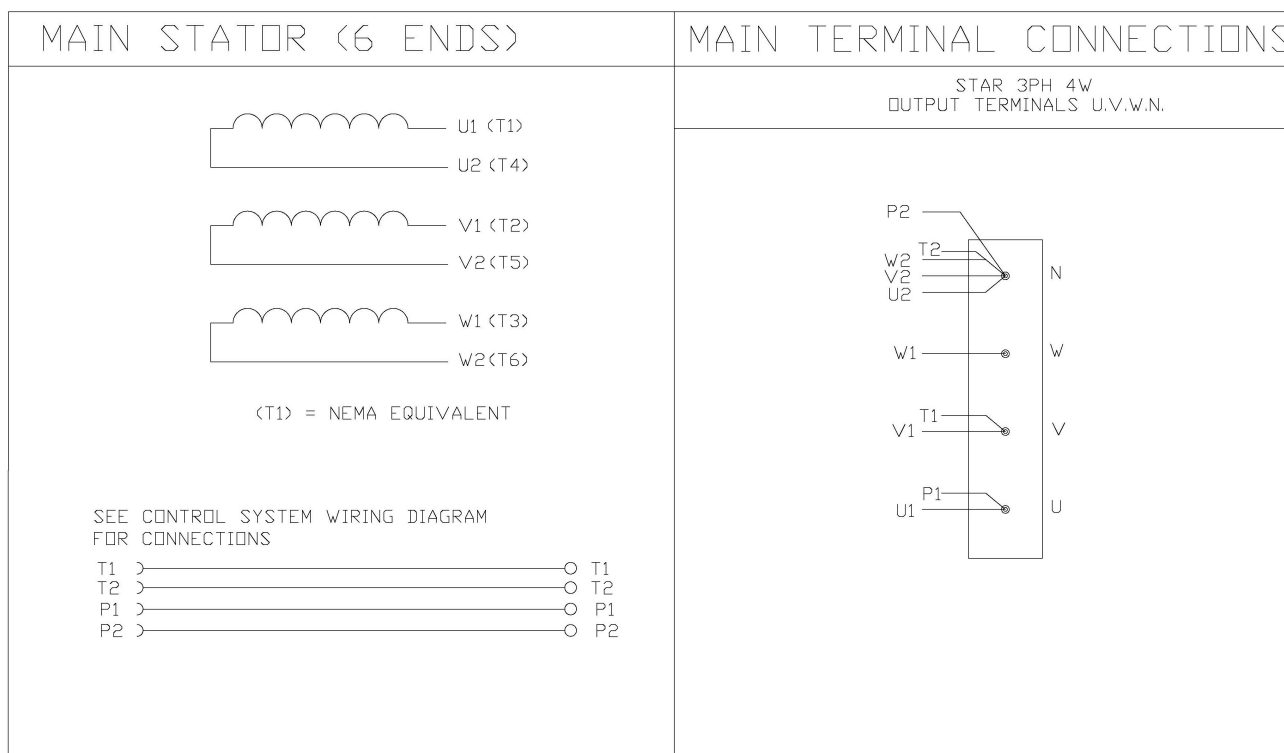 MAIN STATOR (6 ENDS)
U1 (T1)
U2 (T4)
V1 (T2)
V2 (T5)
W1 (T3)
W2 (T6)
(T1) = NEMA EQUIVALENT
SEE CONTROL SYSTEM WIRING DIAGRAM
FOR CONNECTIONS
T1 T1
T2 T2
P1 P1
P2 P2
MAIN TERMINAL CONNECTIONS
STAR 3PH 4W
OUTPUT TERMINALS U.V.W.N.
P2
T2
W2
V2 N
U2
W1 W
T1
V1 V
P1
U1 U